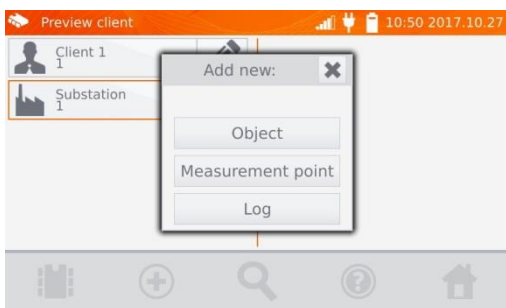 Preview client
10:50 2017.10.27
Client 1
1
Substation
1
Add new:
Object
Measurement point
Log